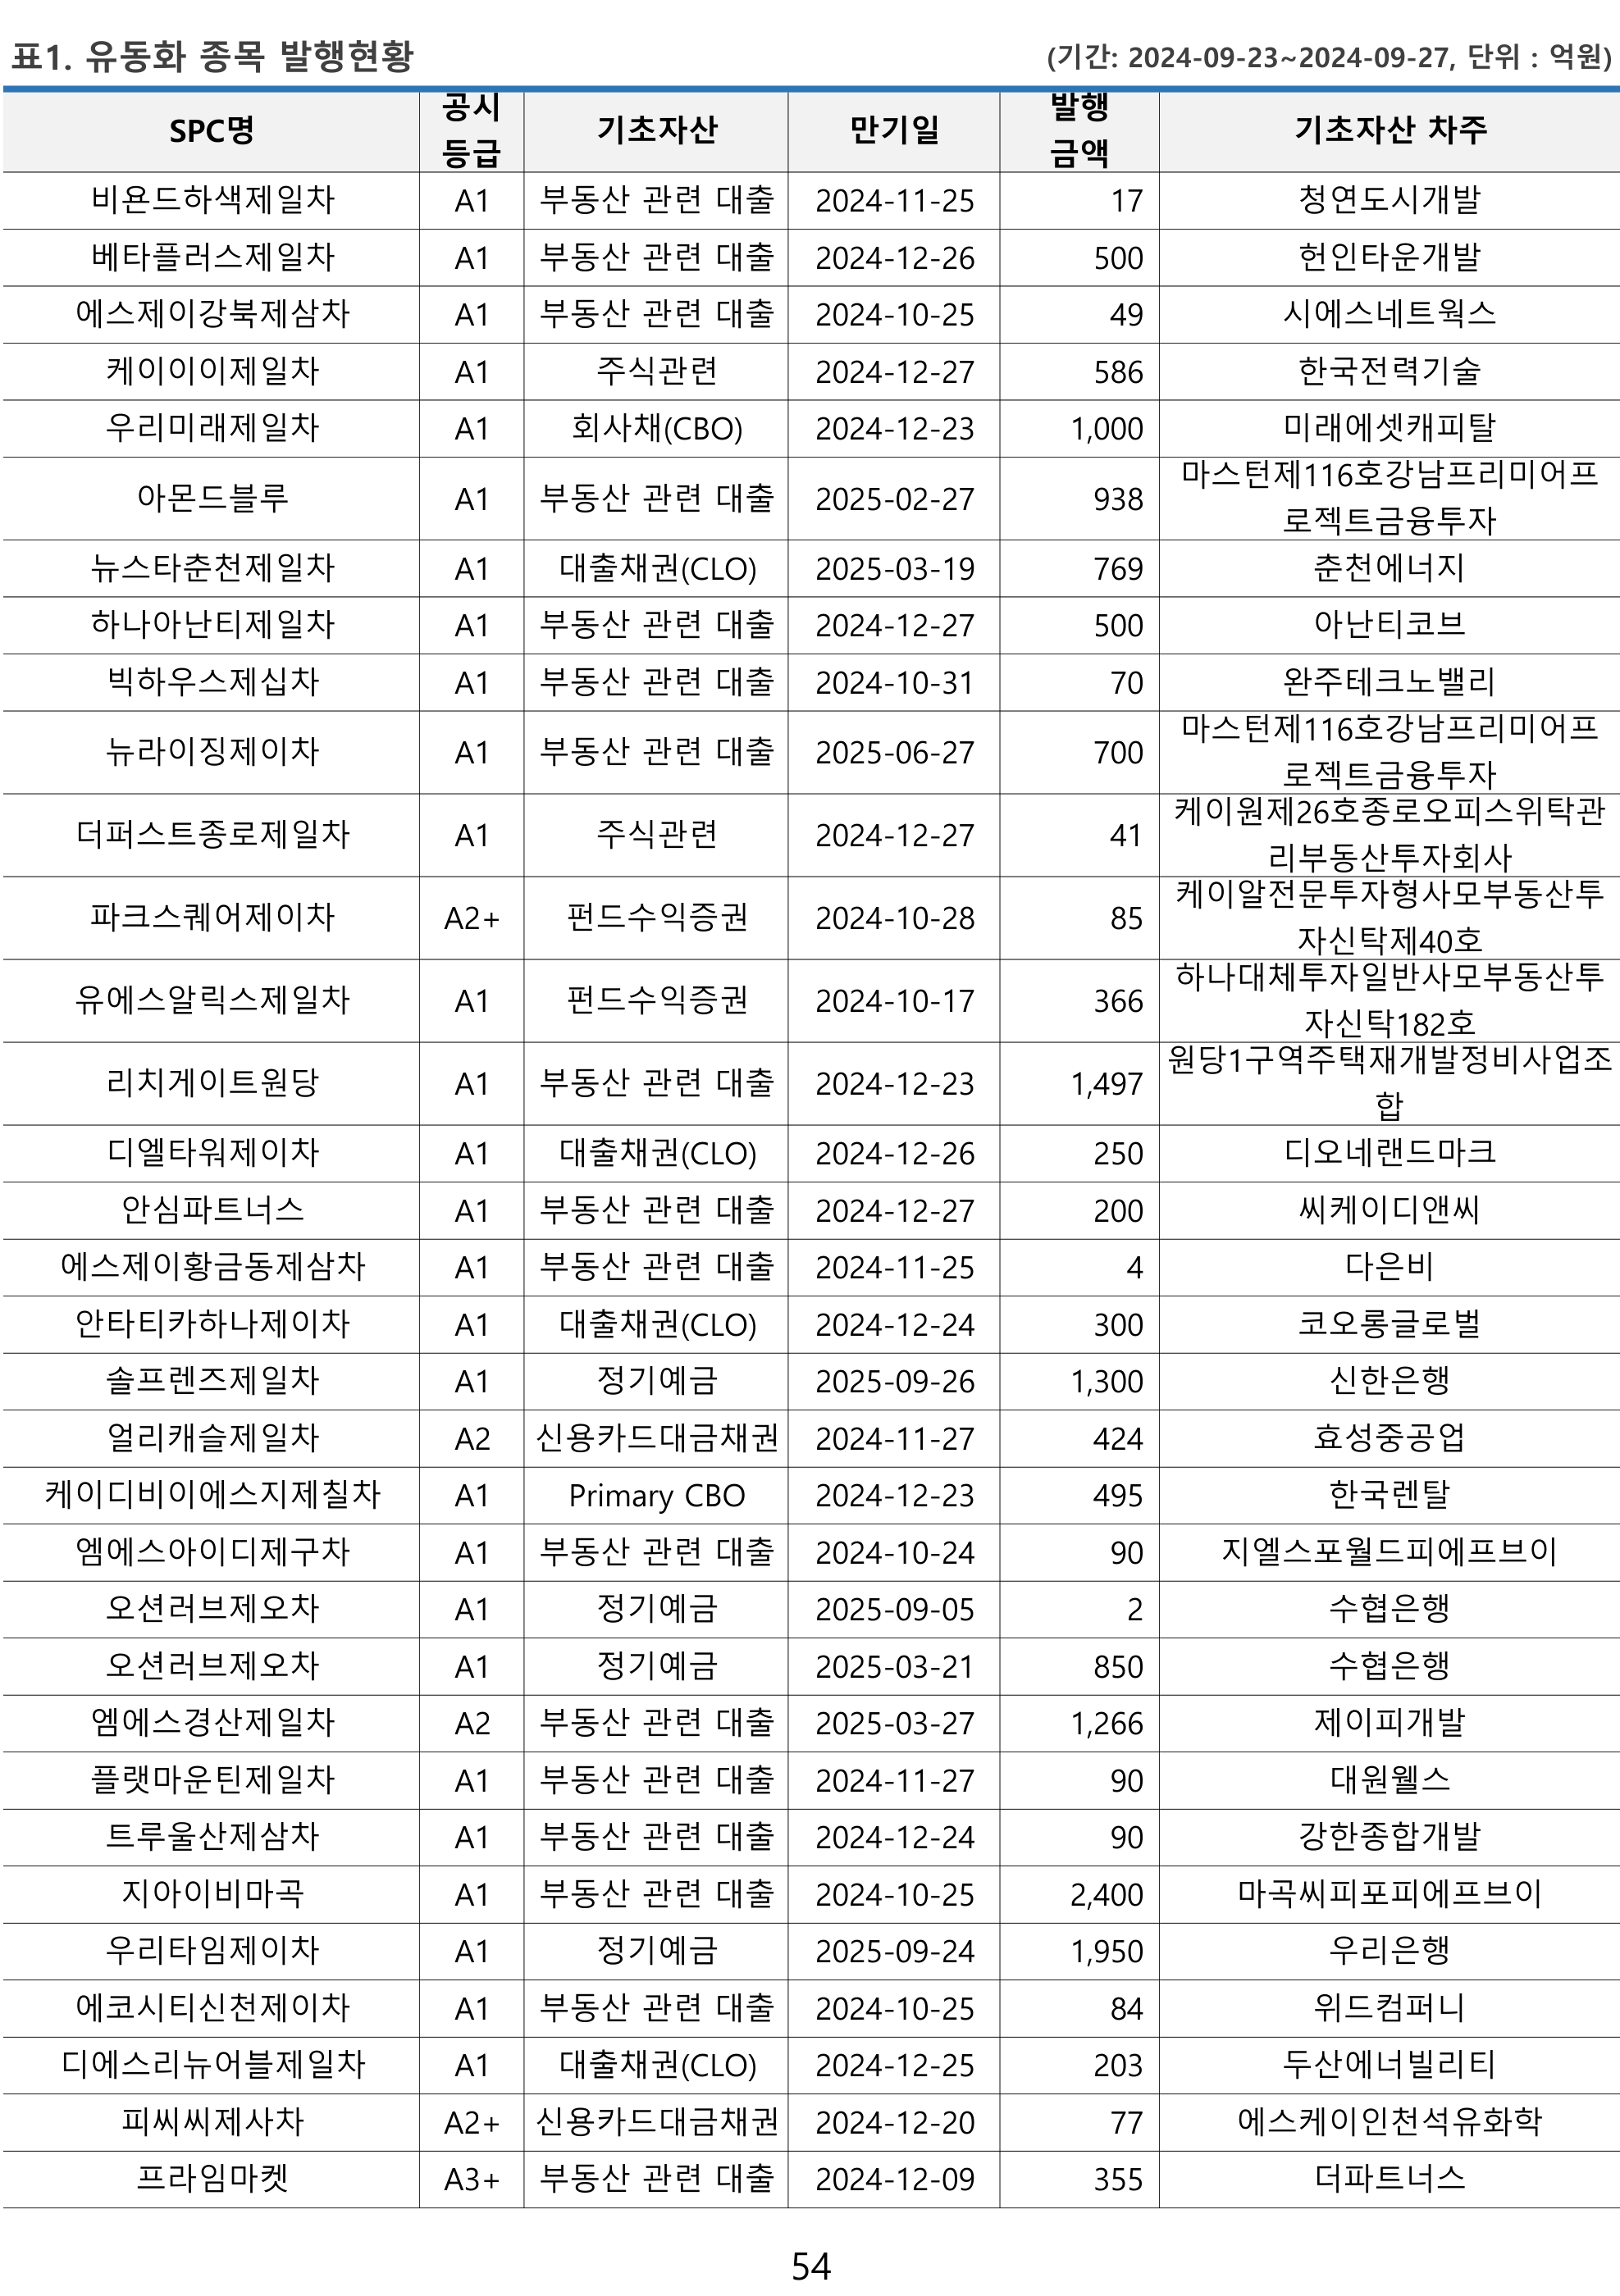 표1. 유동화 종목 발행현황 (기간: 2024-09-23~2024-09-27, 단위 : 억원)
SPC명 공시 등급 기초자산 만기일 발행 금액 기초자산 차주
비욘드하색제일차 A1 부동산 관련 대출 2024-11-25 17 청연도시개발
베타플러스제일차 A1 부동산 관련 대출 2024-12-26 500 헌인타운개발
에스제이강북제삼차 A1 부동산 관련 대출 2024-10-25 49 시에스네트웍스
케이이이제일차 A1 주식관련 2024-12-27 586 한국전력기술
우리미래제일차 A1 회사채(CBO) 2024-12-23 1,000 미래에셋캐피탈
아몬드블루 A1 부동산 관련 대출 2025-02-27 938 마스턴제116호강남프리미어프
로젝트금융투자
뉴스타춘천제일차 A1 대출채권(CLO) 2025-03-19 769 춘천에너지
하나아난티제일차 A1 부동산 관련 대출 2024-12-27 500 아난티코브
빅하우스제십차 A1 부동산 관련 대출 2024-10-31 70 완주테크노밸리
뉴라이징제이차 A1 부동산 관련 대출 2025-06-27 700 마스턴제116호강남프리미어프
로젝트금융투자
더퍼스트종로제일차 A1 주식관련 2024-12-27 41 케이원제26호종로오피스위탁관
리부동산투자회사
파크스퀘어제이차 A2+ 펀드수익증권 2024-10-28 85 케이알전문투자형사모부동산투
자신탁제40호
유에스알릭스제일차 A1 펀드수익증권 2024-10-17 366 하나대체투자일반사모부동산투
자신탁182호
리치게이트원당 A1 부동산 관련 대출 2024-12-23 1,497 원당1구역주택재개발정비사업조
합
디엘타워제이차 A1 대출채권(CLO) 2024-12-26 250 디오네랜드마크
안심파트너스 A1 부동산 관련 대출 2024-12-27 200 씨케이디앤씨
에스제이황금동제삼차 A1 부동산 관련 대출 2024-11-25 4 다은비
안타티카하나제이차 A1 대출채권(CLO) 2024-12-24 300 코오롱글로벌
솔프렌즈제일차 A1 정기예금 2025-09-26 1,300 신한은행
얼리캐슬제일차 A2 신용카드대금채권 2024-11-27 424 효성중공업
케이디비이에스지제칠차 A1 Primary CBO 2024-12-23 495 한국렌탈
엠에스아이디제구차 A1 부동산 관련 대출 2024-10-24 90 지엘스포월드피에프브이
오션러브제오차 A1 정기예금 2025-09-05 2 수협은행
오션러브제오차 A1 정기예금 2025-03-21 850 수협은행
엠에스경산제일차 A2 부동산 관련 대출 2025-03-27 1,266 제이피개발
플랫마운틴제일차 A1 부동산 관련 대출 2024-11-27 90 대원웰스
트루울산제삼차 A1 부동산 관련 대출 2024-12-24 90 강한종합개발
지아이비마곡 A1 부동산 관련 대출 2024-10-25 2,400 마곡씨피포피에프브이
우리타임제이차 A1 정기예금 2025-09-24 1,950 우리은행
에코시티신천제이차 A1 부동산 관련 대출 2024-10-25 84 위드컴퍼니
디에스리뉴어블제일차 A1 대출채권(CLO) 2024-12-25 203 두산에너빌리티
피씨씨제사차 A2+ 신용카드대금채권 2024-12-20 77 에스케이인천석유화학
프라임마켓 A3+ 부동산 관련 대출 2024-12-09 355 더파트너스
54